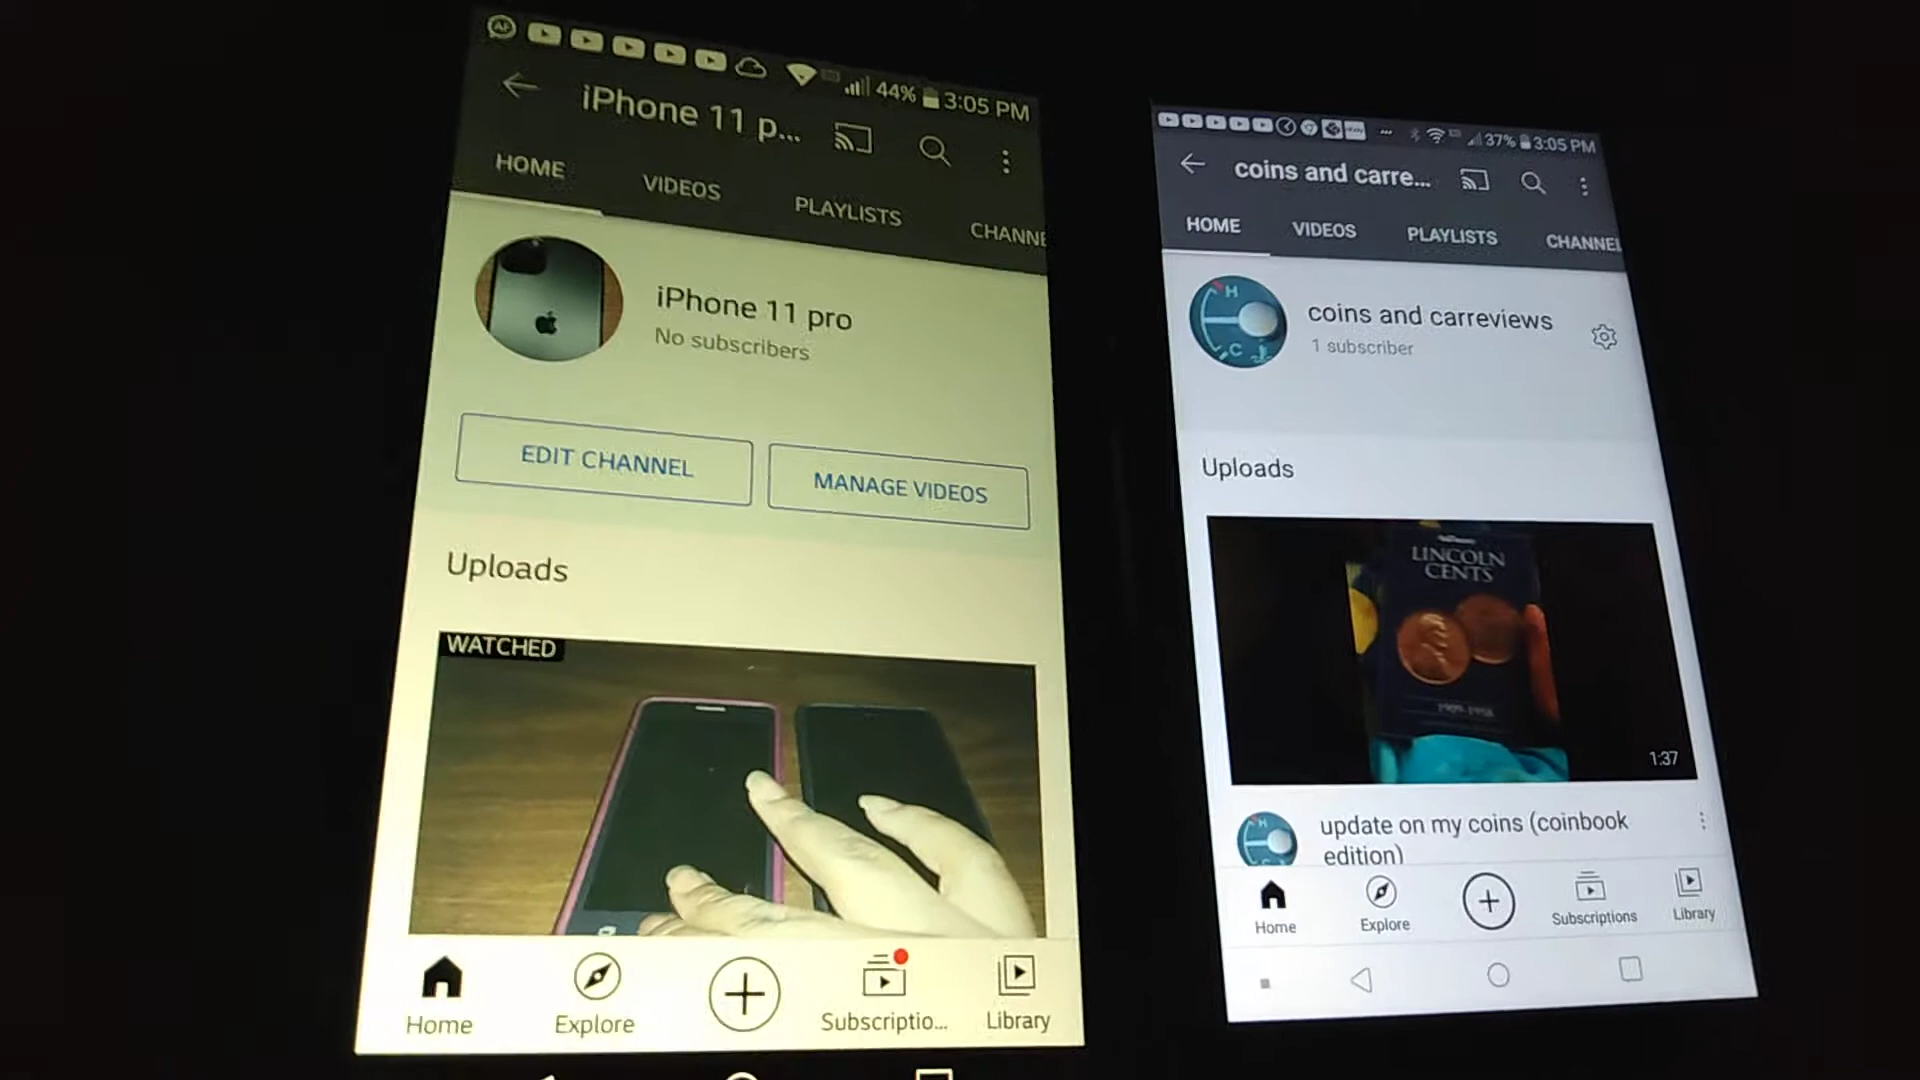 44% 3:05 PM
iPhone 11 p...
HOME VIDEOS PLAYLISTS CHANNE
iPhone 11 pro
No subscribers
EDIT CHANNEL MANAGE VIDEOS
Uploads
WATCHED
Home Explore Subscriptio... Library
37% 3:05 PM
coins and carre...
HOME VIDEOS PLAYLISTS CHANNEL
coins and carreviews
1 subscriber
Uploads
LINCOLN
CENTS
1909-1958
1:37
H
C
update on my coins (coinbook
edition)
Home Explore Subscriptions Library